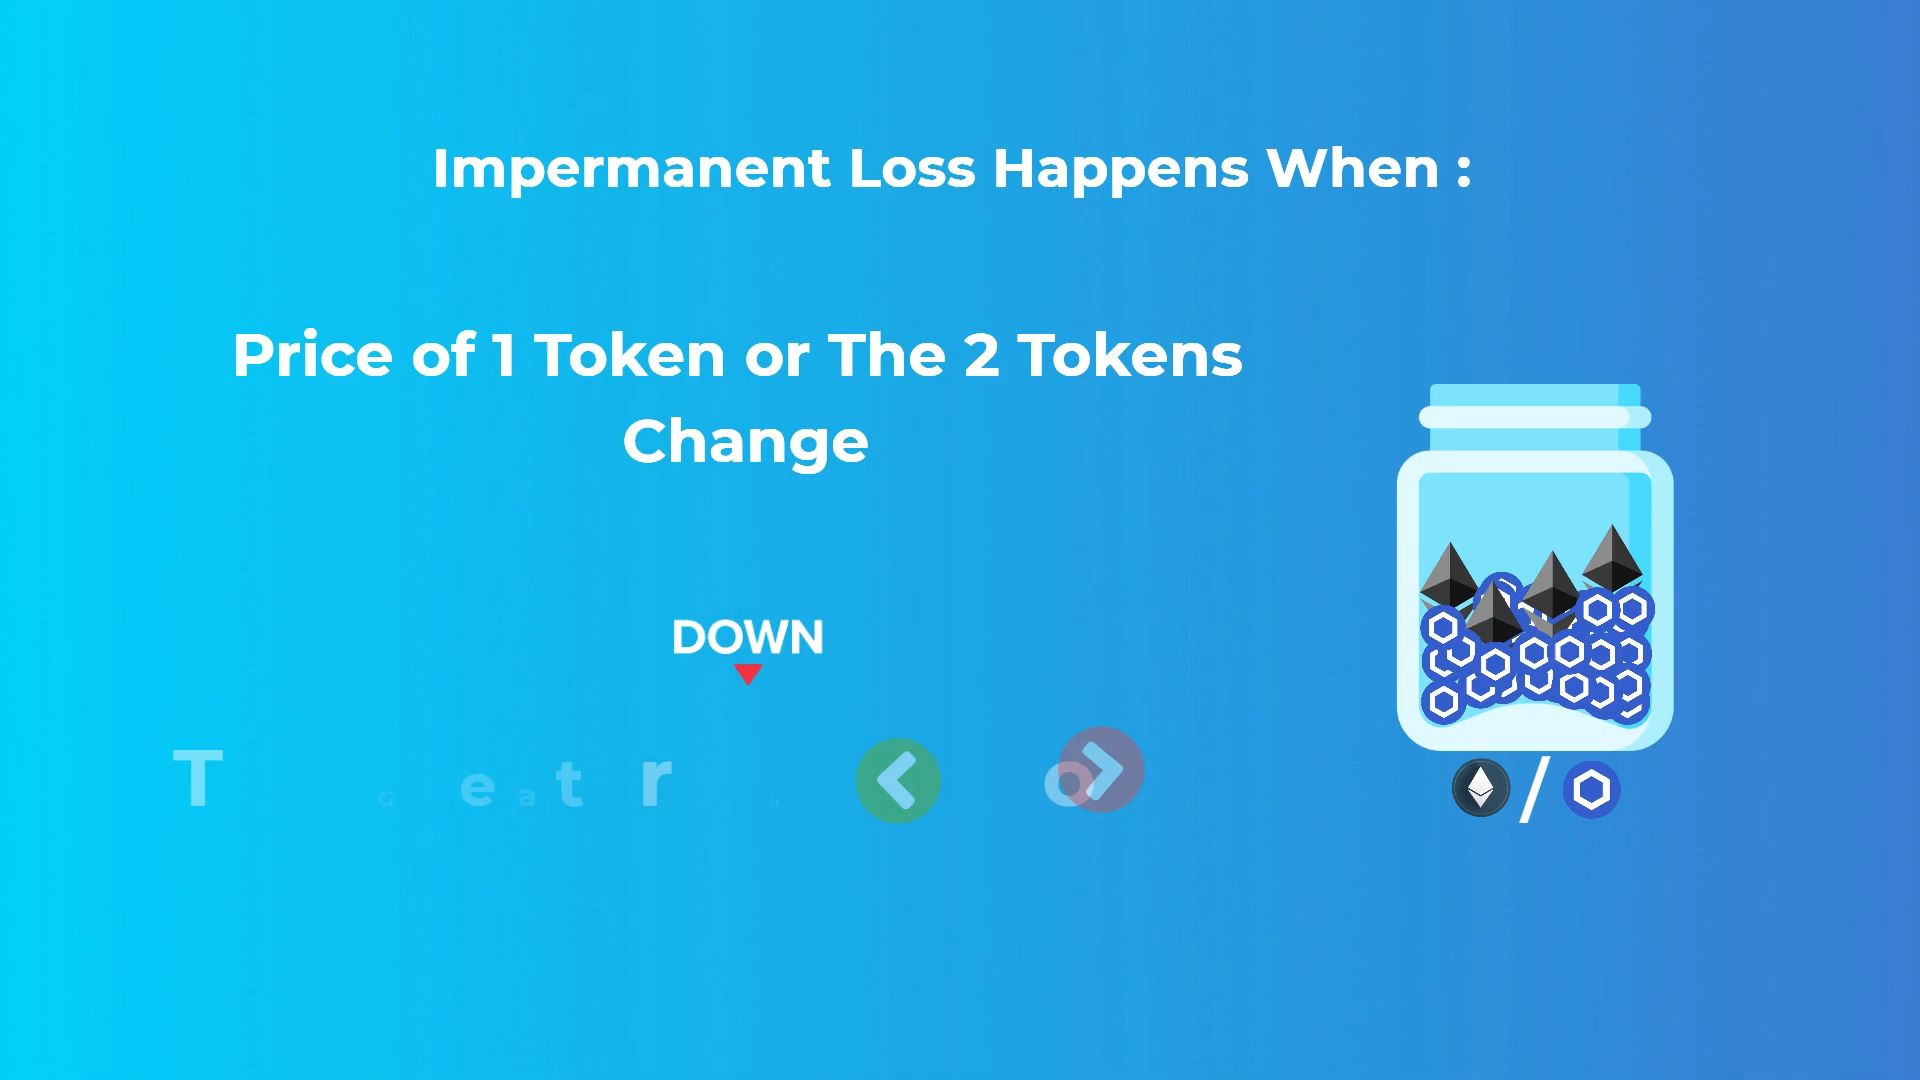 Impermanent Loss Happens When :
Price of 1 Token or The 2 Tokens
Change
DOWN
/